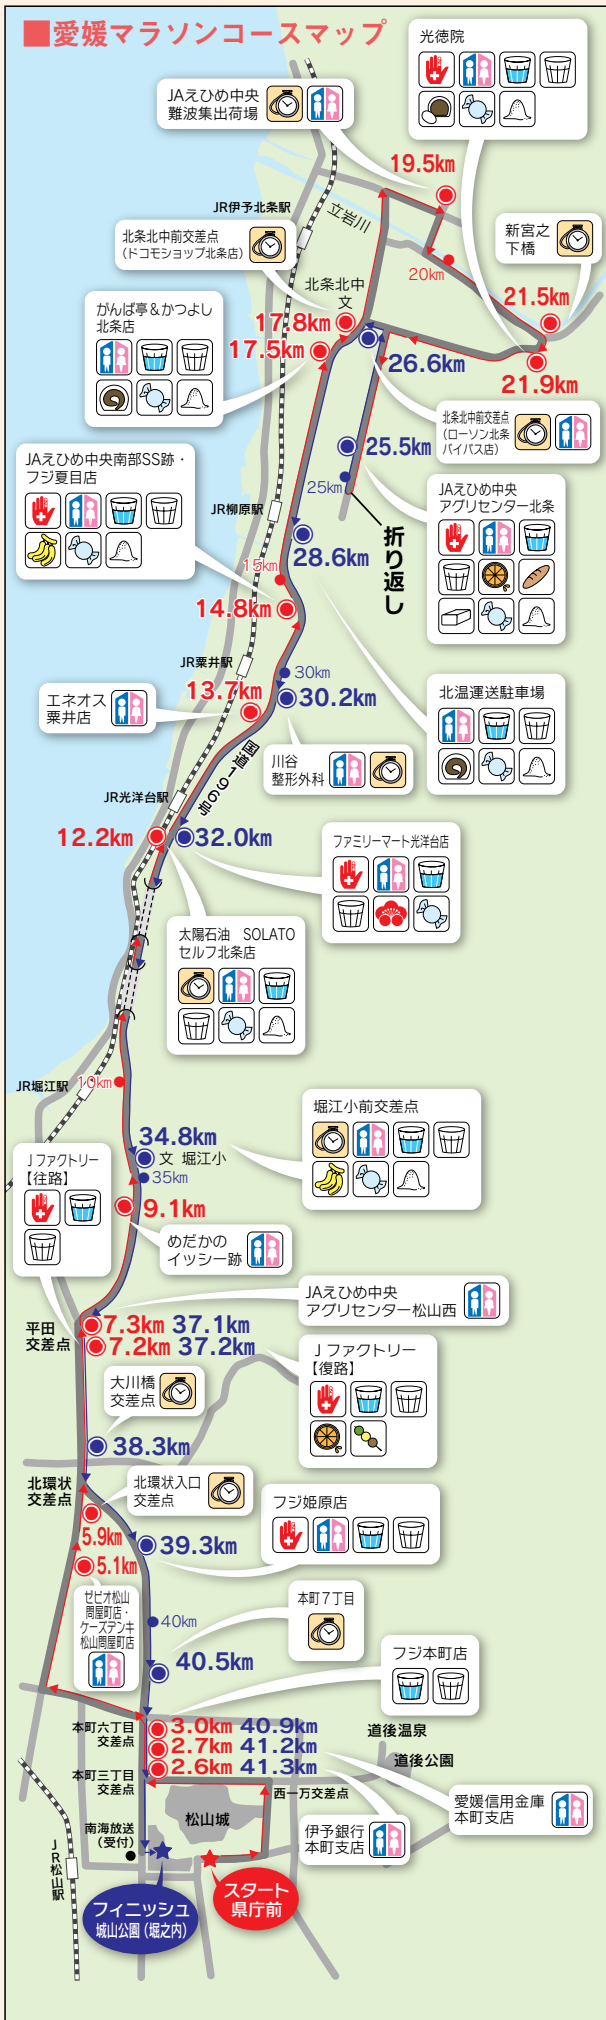 ■愛媛マラソンコースマップ
光徳院
JAえひめ中央
難波集出荷場
19.5km
JR伊予北条駅
立岩川
新宮之
下橋
北条北中前交差点
(ドコモショップ北条店)
20km
北条北中
文
21.5km
がんば亭&かつよし
北条店
17.8km
17.5km
26.6km
21.9km
北条北中前交差点
(ローソン北条
バイパス店)
25.5km
JAえひめ中央南部SS跡・
フジ夏目店
25km
JAえひめ中央
アグリセンター北条
JR柳原駅
折り返し
28.6km
15km
14.8km
JR粟井駅
30km
13.7km
30.2km
北温運送駐車場
エネオス
粟井店
国道196号
川谷
整形外科
JR光洋台駅
12.2km
32.0km
ファミリーマート光洋台店
太陽石油 SOLATO
セルフ北条店
JR堀江駅
10km
堀江小前交差点
34.8km
文 堀江小
35km
Jファクトリー
【往路】
9.1km
めだかの
イッシー跡
JAえひめ中央
アグリセンター松山西
平田
交差点
7.3km 37.1km
7.2km 37.2km
Jファクトリー
【復路】
大川橋
交差点
38.3km
北環状
交差点
北環状入口
交差点
フジ姫原店
5.9km
39.3km
5.1km
ゼビオ松山
問屋町店・
ケーズデンキ
松山問屋町店
本町7丁目
40km
40.5km
フジ本町店
本町六丁目
交差点
3.0km 40.9km
2.7km 41.2km
2.6km 41.3km
道後温泉
道後公園
本町三丁目
交差点
西一万交差点
愛媛信用金庫
本町支店
松山城
南海放送
(受付)
伊予銀行
本町支店
JR松山駅
スタート
県庁前
フィニッシュ
城山公園(堀之内)